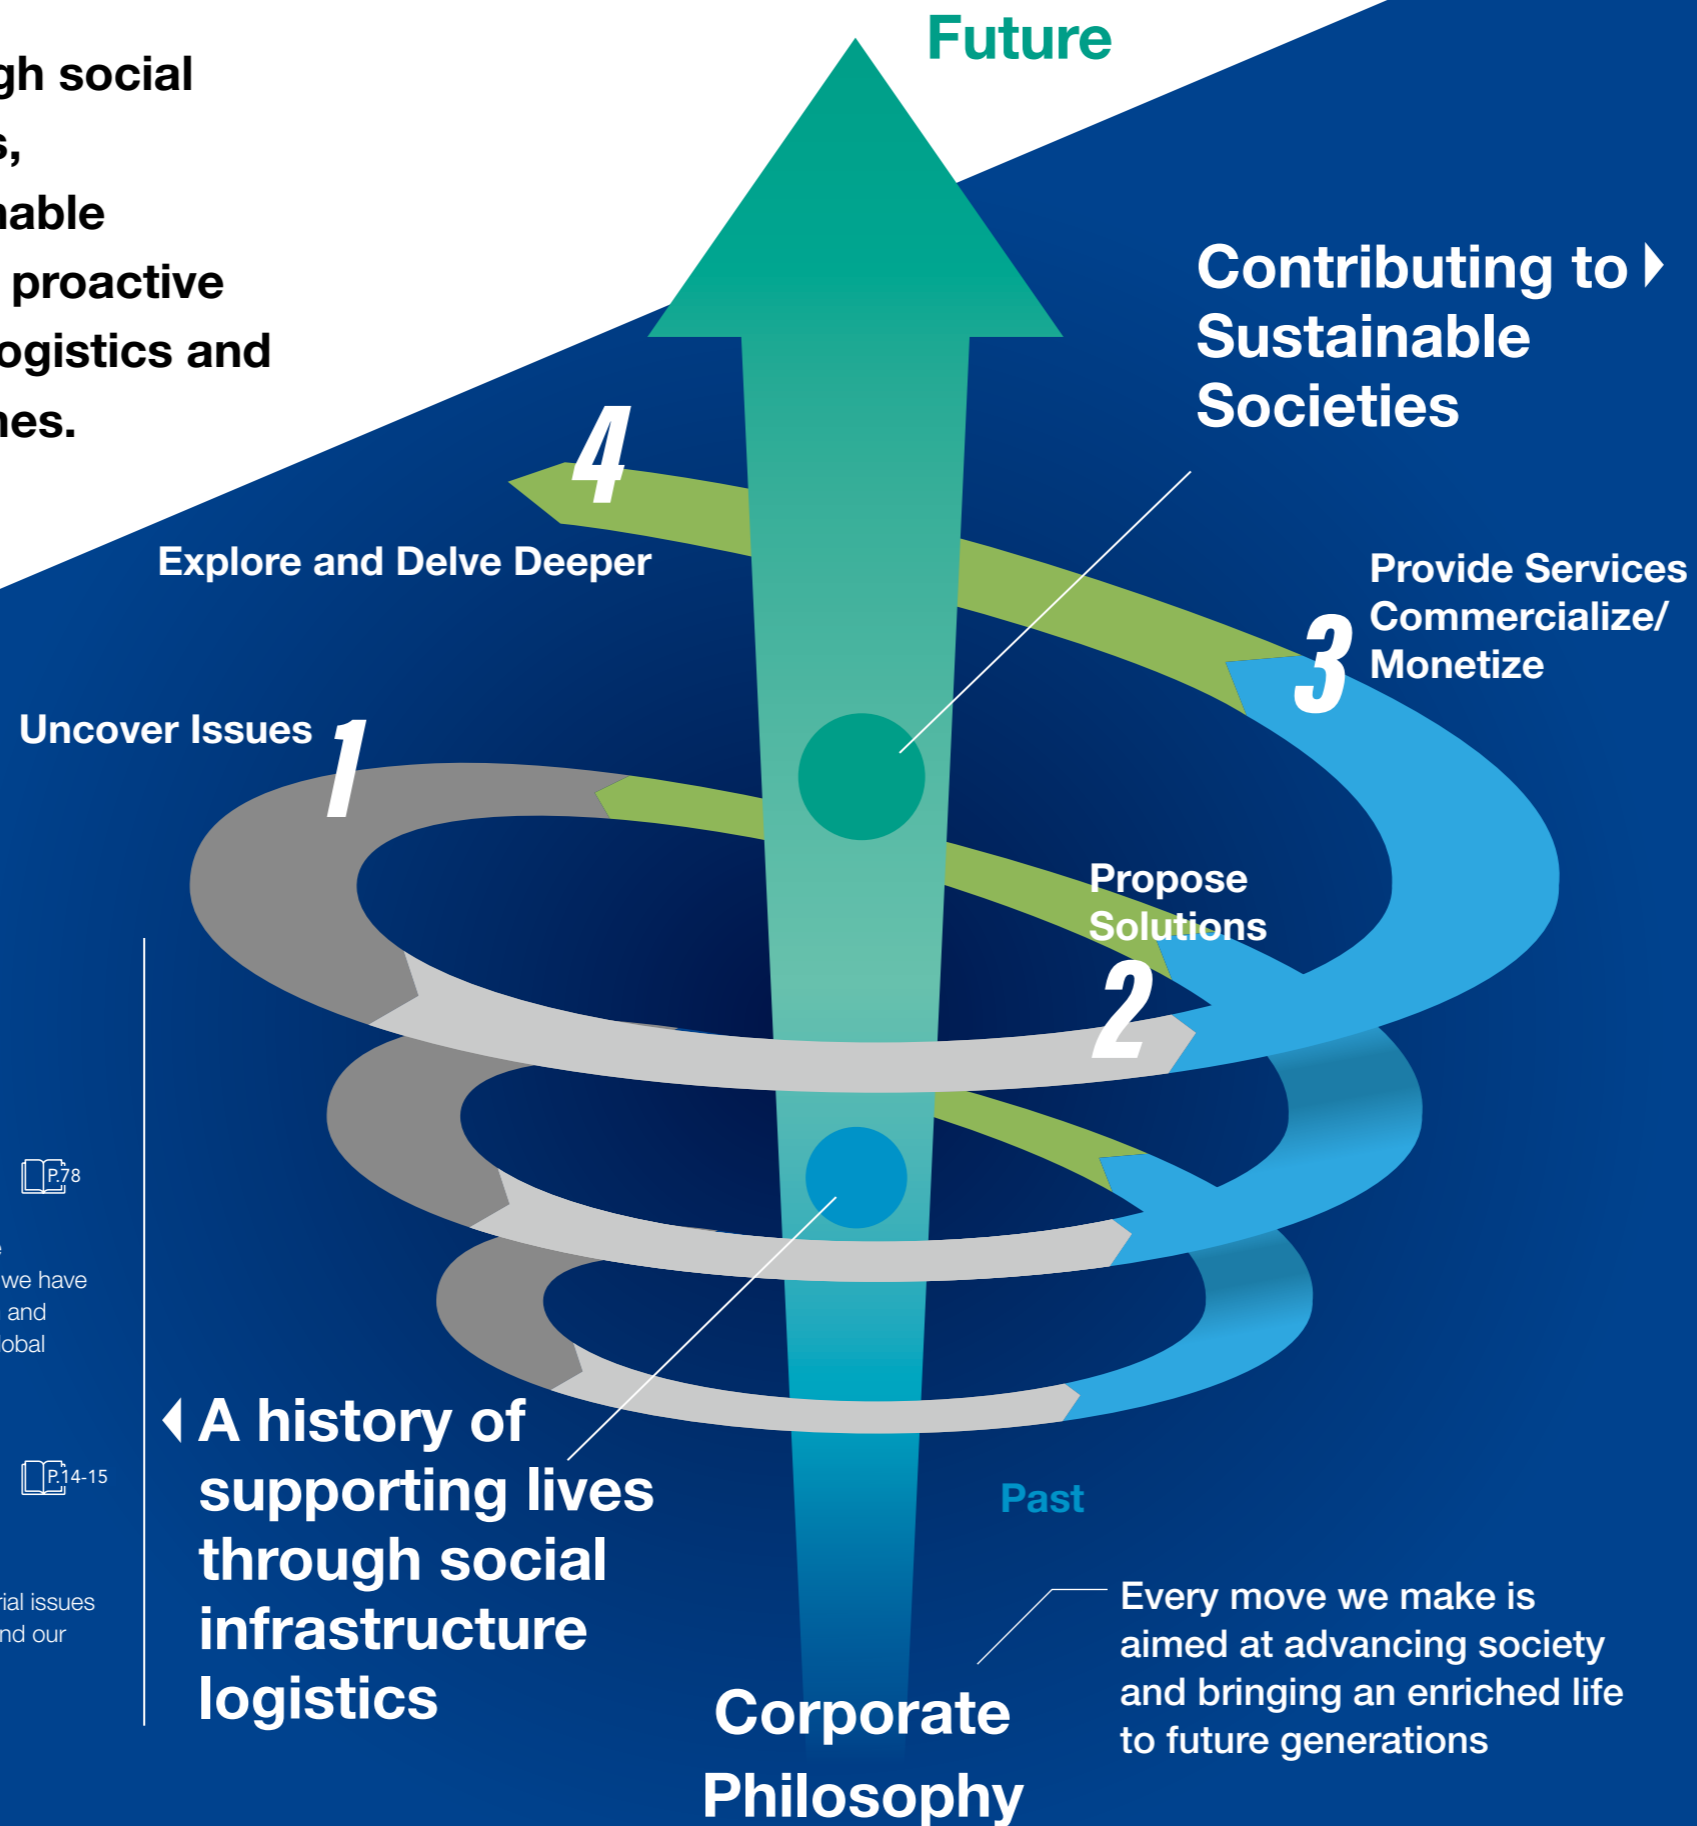 Future
gh social
s,
nable
proactive
ogistics and
nes.
Contributing to
Sustainable
Societies
4
Explore and Delve Deeper
3
Provide Services
Commercialize/
Monetize
Uncover Issues
1
Propose
Solutions
2
P.78
e
we have
and
lobal
P.14-15
rial issues
nd our
A history of
supporting lives
through social
infrastructure
logistics
Past
Every move we make is
aimed at advancing society
and bringing an enriched life
to future generations
Corporate
Philosophy